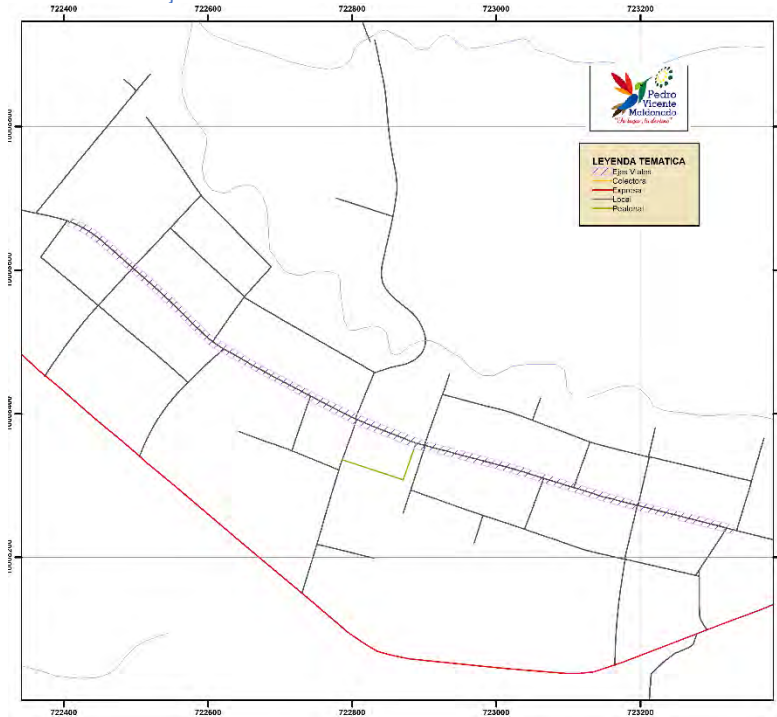 722400 722600 722800 723000 723200
Pedro
Vicente
Maldonado
LEYENDA TEMATICA
Ejes Viales
Colectora
Expresa
Local
Peatonal
722400 722600 722800 723000 723200